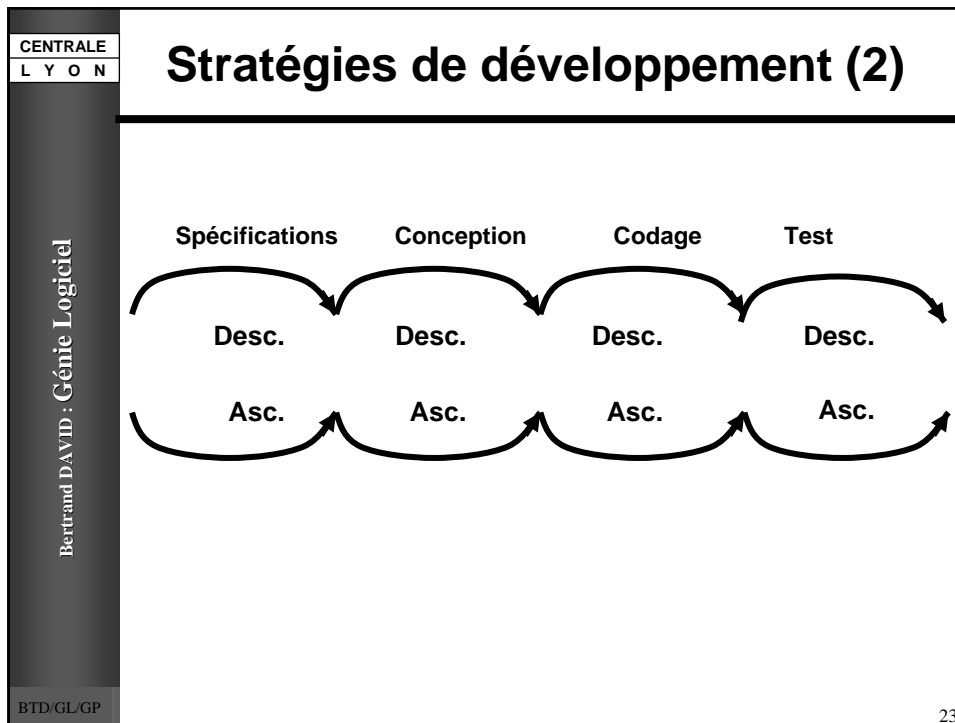 CENTRALE
L Y O N
Stratégies de développement (2)
Bertrand DAVID : Génie Logiciel
Spécifications Conception Codage Test
Desc. Desc. Desc. Desc.
Asc. Asc. Asc. Asc.
BTD/GL/GP
23